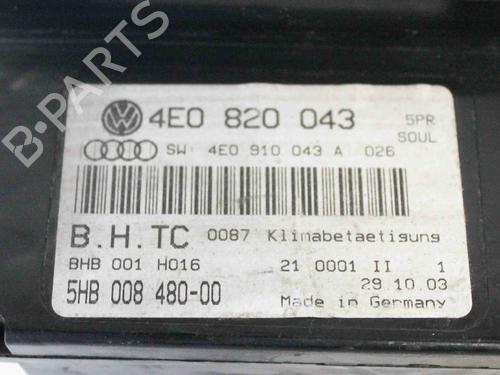 B-PARTS
4E0 820 043 5PR
SOUL
SW 4E0 910 043 A 026
B.H.TC 0087 Klimabetaetigung
BHB 001 H016 21 0001 II 1
5HB 008 480-00 29.10.03
Made in Germany